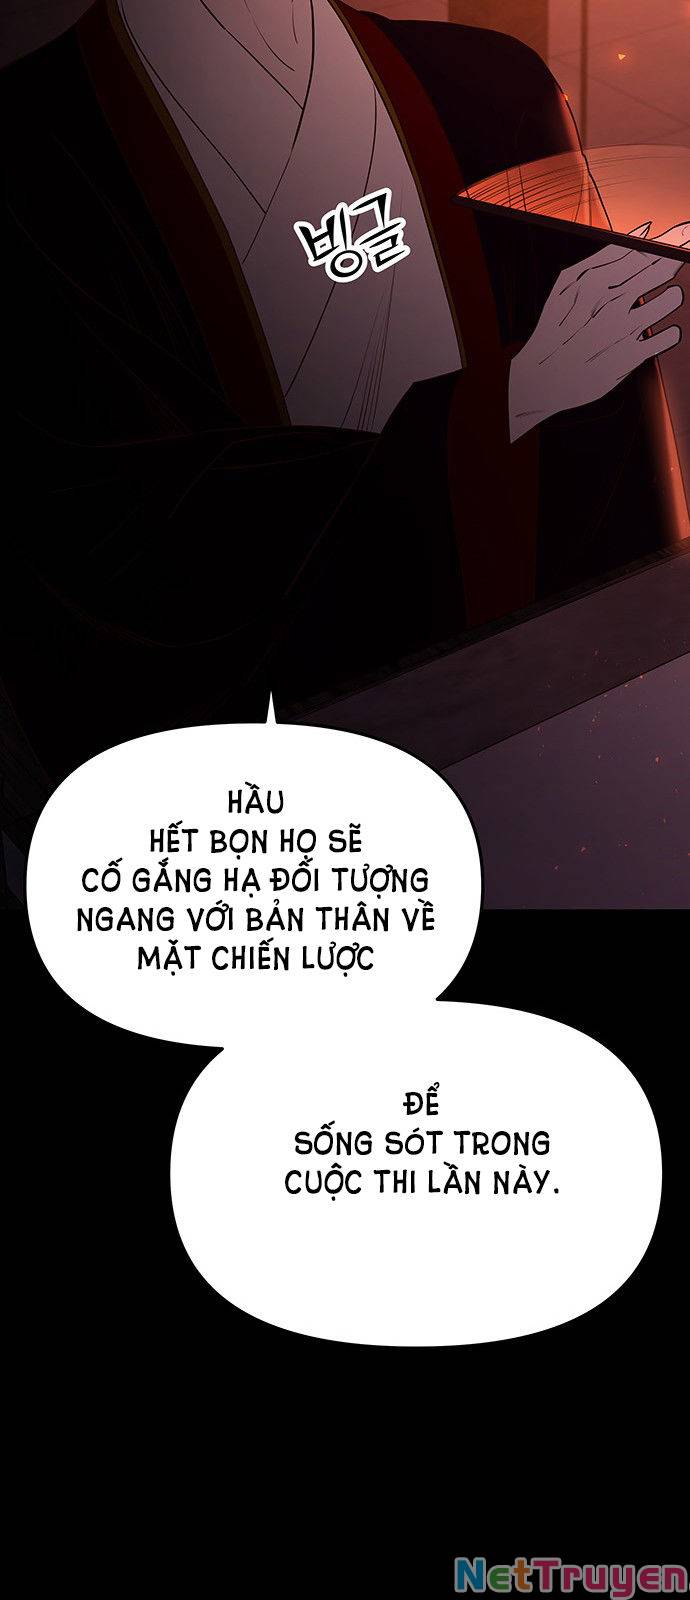 빙글
HẦU
HẾT BỌN HỌ SẼ
CỐ GẮNG HẠ ĐỐI TƯỢNG
NGANG VỚI BẢN THÂN VỀ
MẶT CHIẾN LƯỢC
ĐỂ
SỐNG SÓT TRONG
CUỘC THI LẦN NÀY.
NetTruyen